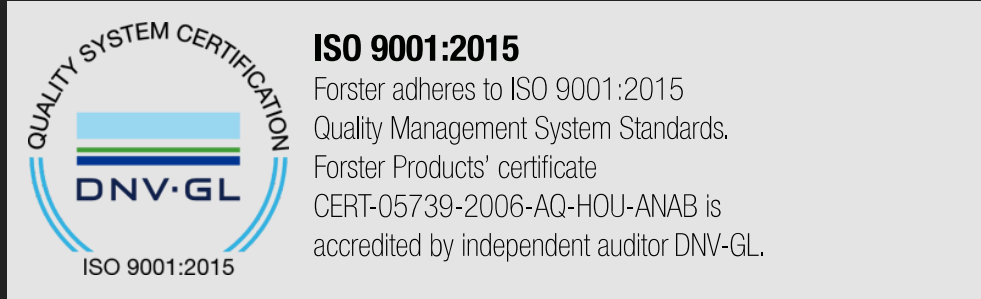 QUALITY SYSTEM CERTIFICATION
DNV·GL
ISO 9001:2015
ISO 9001:2015
Forster adheres to ISO 9001:2015
Quality Management System Standards.
Forster Products’ certificate
CERT-05739-2006-AQ-HOU-ANAB is
accredited by independent auditor DNV-GL.